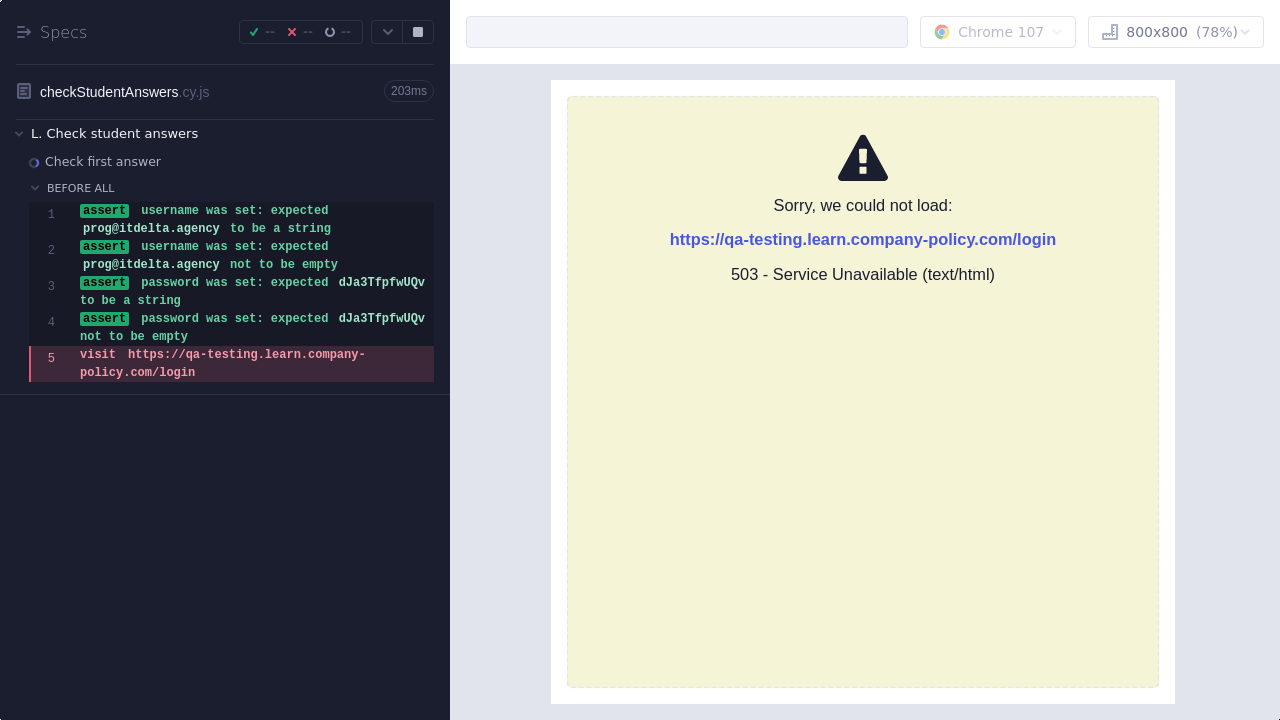 Specs
-- -- --
Chrome 107
800x800 (78%)
checkStudentAnswers.cy.js
203ms
L. Check student answers
Check first answer
BEFORE ALL
1 assert username was set: expected
prog@itdelta.agency to be a string
2 assert username was set: expected
prog@itdelta.agency not to be empty
3 assert password was set: expected dJa3TfpfwUQv
to be a string
4 assert password was set: expected dJa3TfpfwUQv
not to be empty
5 visit https://qa-testing.learn.company-
policy.com/login
Sorry, we could not load:
https://qa-testing.learn.company-policy.com/login
503 - Service Unavailable (text/html)